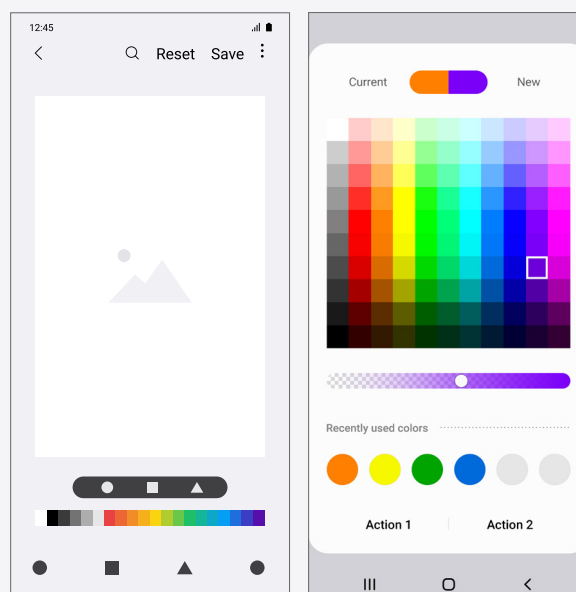 12:45
Reset Save
Current New
Recently used colors
Action 1 Action 2